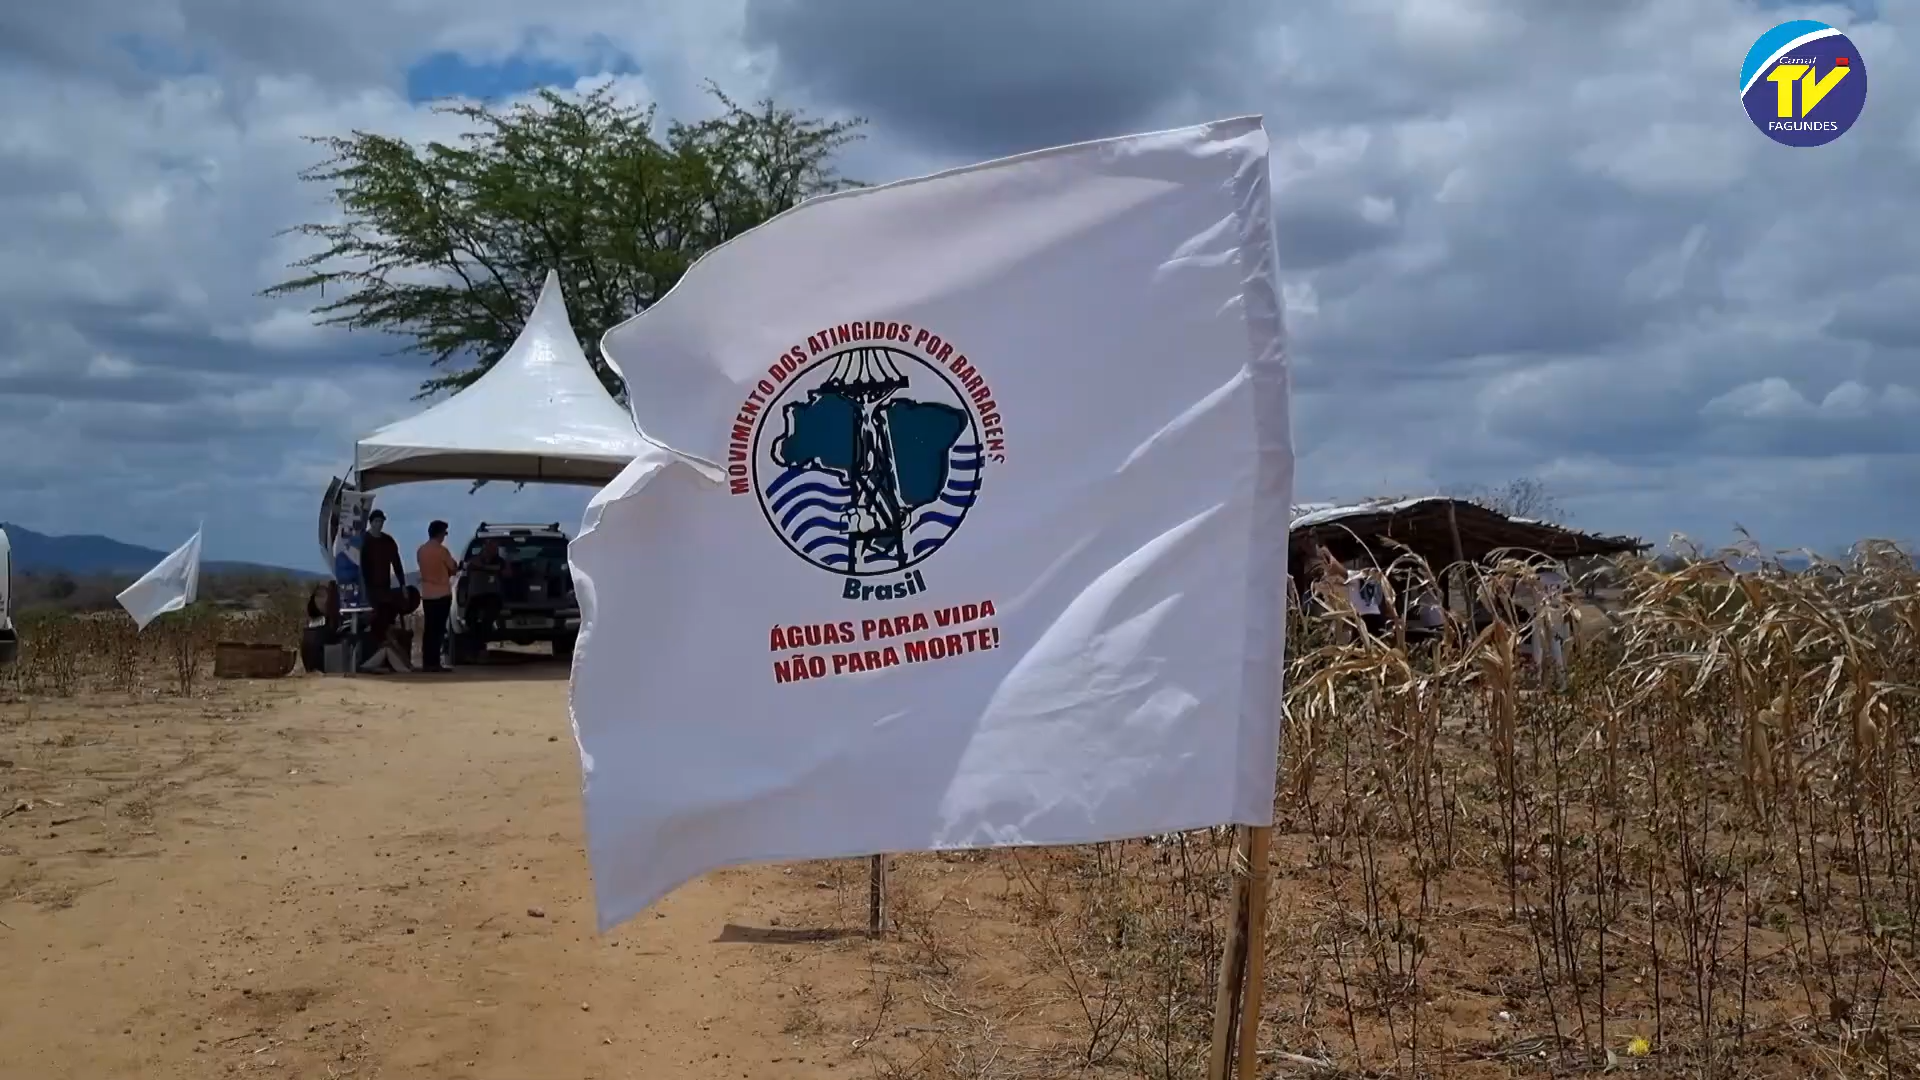 Canal
TV
FAGUNDES
MOVIMENTO DOS ATINGIDOS POR BARRAGENS
Brasil
ÁGUAS PARA VIDA
NÃO PARA MORTE!